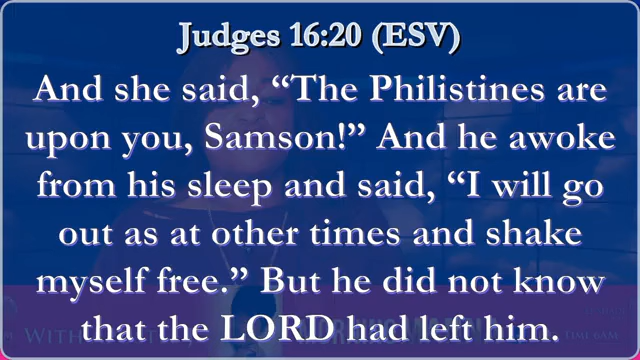 Judges 16:20 (ESV)
And she said, “The Philistines are
upon you, Samson!” And he awoke
from his sleep and said, “I will go
out as at other times and shake
myself free.” But he did not know
that the LORD had left him.